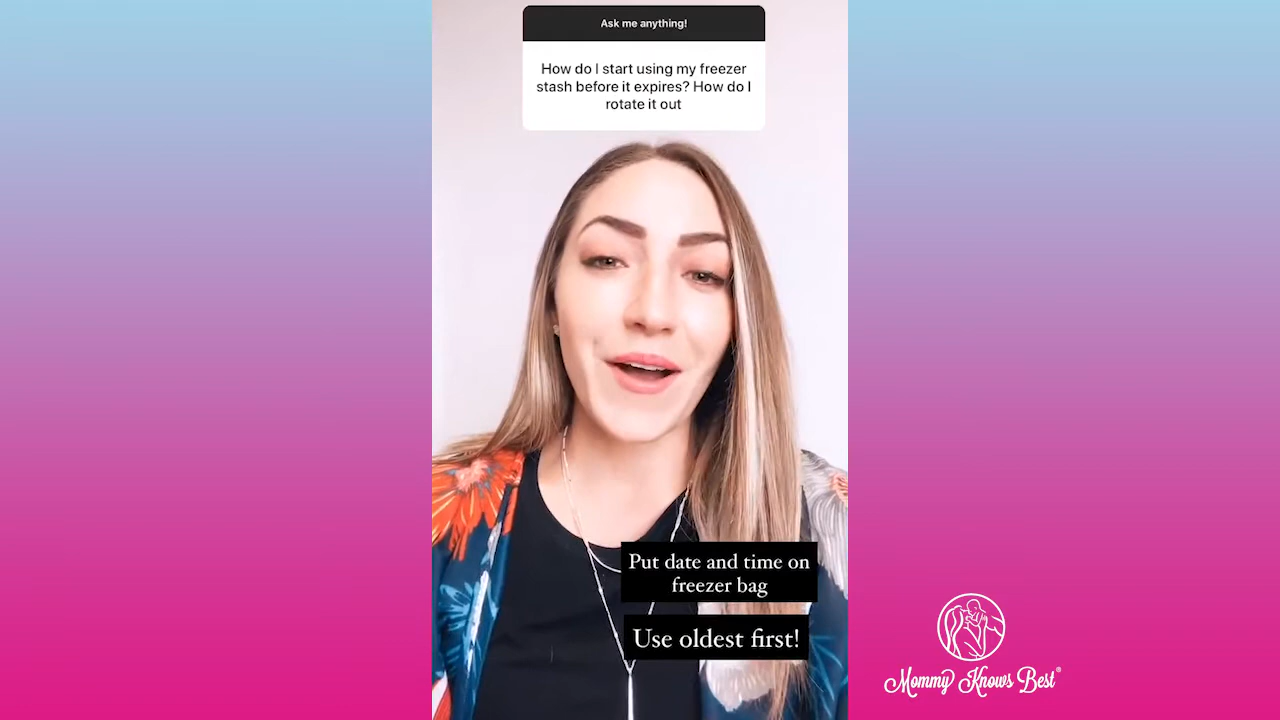 Ask me anything!
How do I start using my freezer
stash before it expires? How do I
rotate it out
Put date and time on
freezer bag
Use oldest first!
Mommy Knows Best®